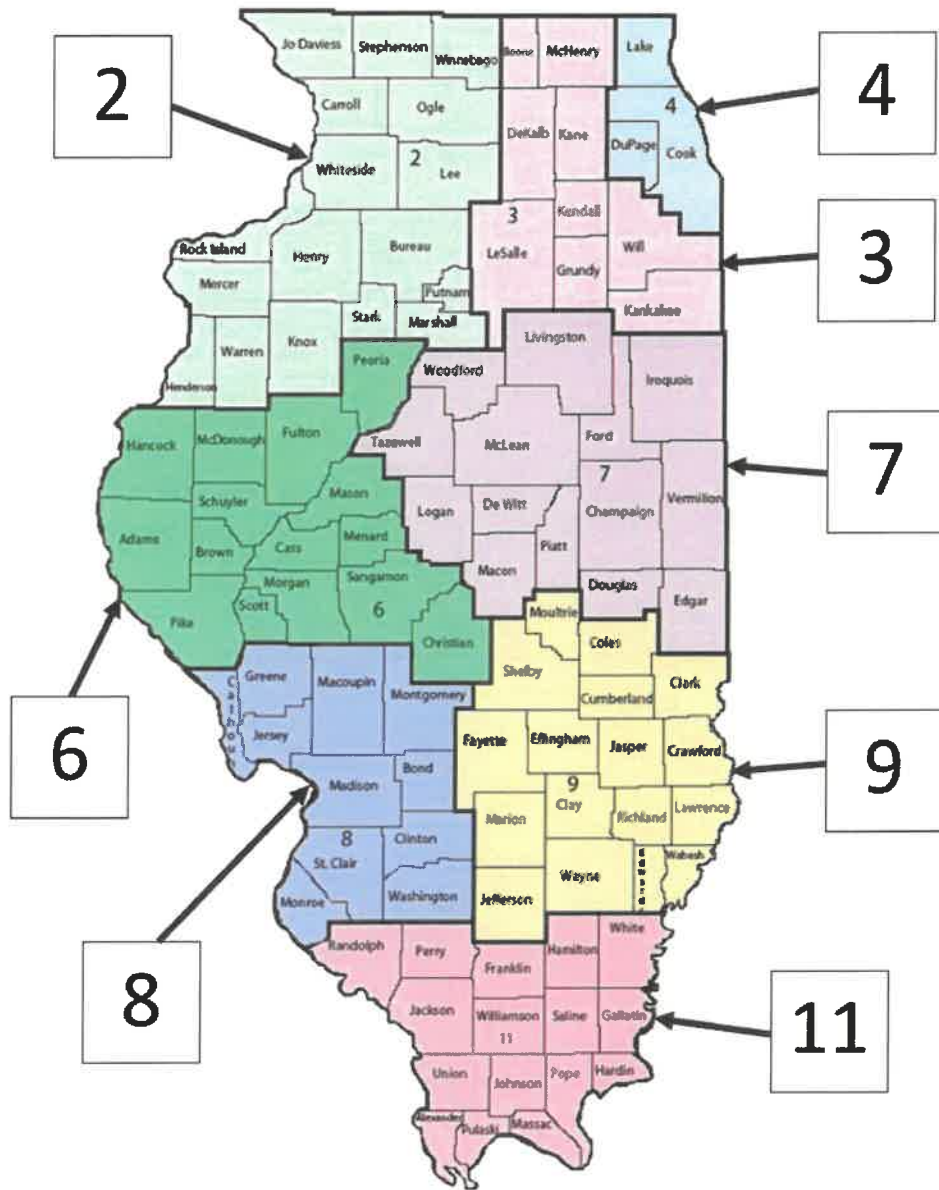 Jo Daviess
Stephenson
Winnebago
Boone
McHenry
Lake
2
4
Carroll
Ogle
4
DeKalb
Kane
DuPage
Cook
Whiteside
2
Lee
3
Kendall
Rock Island
Henry
Bureau
LeSalle
Will
3
Grundy
Mercer
Putnam
Kankakee
Stark
Marshall
Warren
Knox
Livingston
Peoria
Woodford
Henderson
Iroquois
Hancock
McDonough
Fulton
Tazewell
McLean
Ford
7
7
Mason
Schuyler
Logan
De Witt
Champaign
Vermilion
Adams
Brown
Cass
Menard
Piatt
Macon
Morgan
Sangamon
Douglas
Edgar
Pike
Scott
6
Moultrie
Christian
Coles
6
Shelby
Greene
Macoupin
Montgomery
Clark
Calhoun
Cumberland
Jersey
Fayette
Effingham
Jasper
Crawford
9
Bond
Madison
9
Clay
Richland
Lawrence
Marion
8
Clinton
St. Clair
Wabash
Edwards
Wayne
Jefferson
Washington
Monroe
8
White
Randolph
Perry
Hamilton
Franklin
Jackson
Williamson
Saline
Gallatin
11
11
Union
Johnson
Pope
Hardin
Alexander
Pulaski
Massac